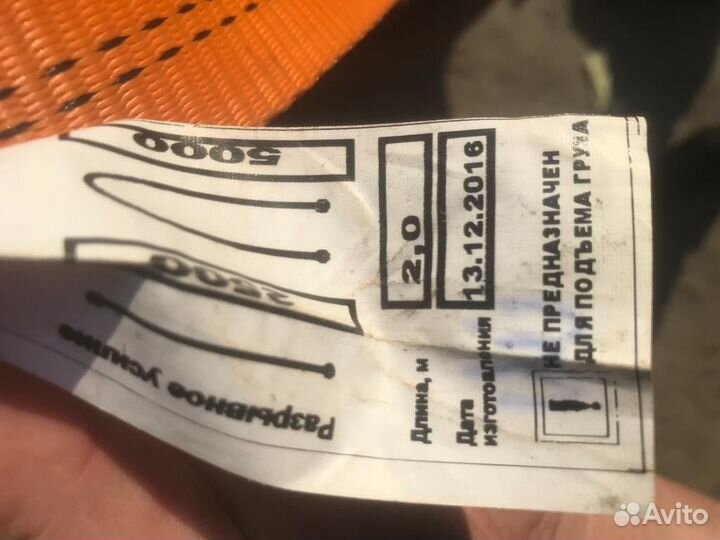 Разрывное усилие
2500
5000
Длина, м
2,0
Дата
изготовления
13.12.2016
НЕ ПРЕДНАЗНАЧЕН
ДЛЯ ПОДЪЕМА ГРУЗА
Avito